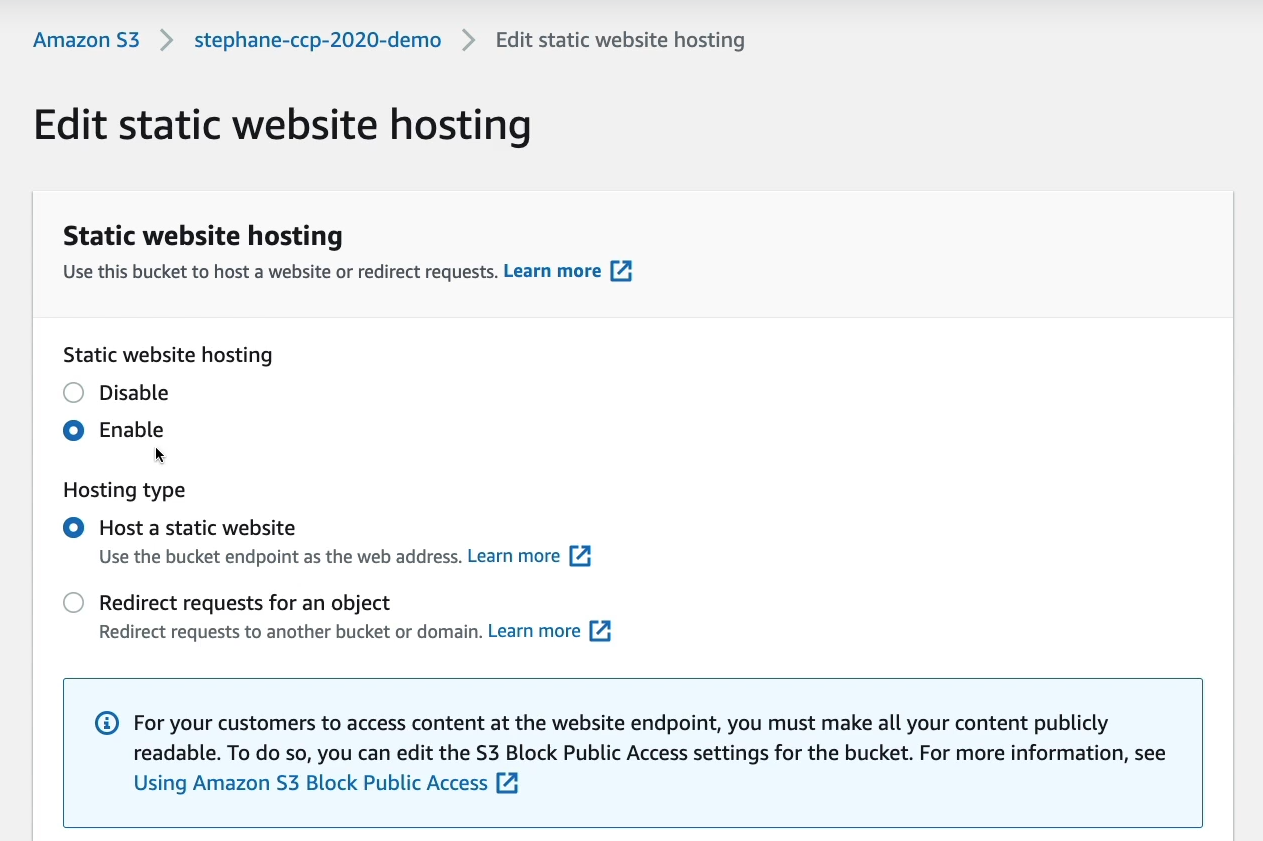 Amazon S3 > stephane-ccp-2020-demo > Edit static website hosting
Edit static website hosting
Static website hosting
Use this bucket to host a website or redirect requests. Learn more
Static website hosting
Disable
Enable
Hosting type
Host a static website
Use the bucket endpoint as the web address. Learn more
Redirect requests for an object
Redirect requests to another bucket or domain. Learn more
For your customers to access content at the website endpoint, you must make all your content publicly
readable. To do so, you can edit the S3 Block Public Access settings for the bucket. For more information, see
Using Amazon S3 Block Public Access